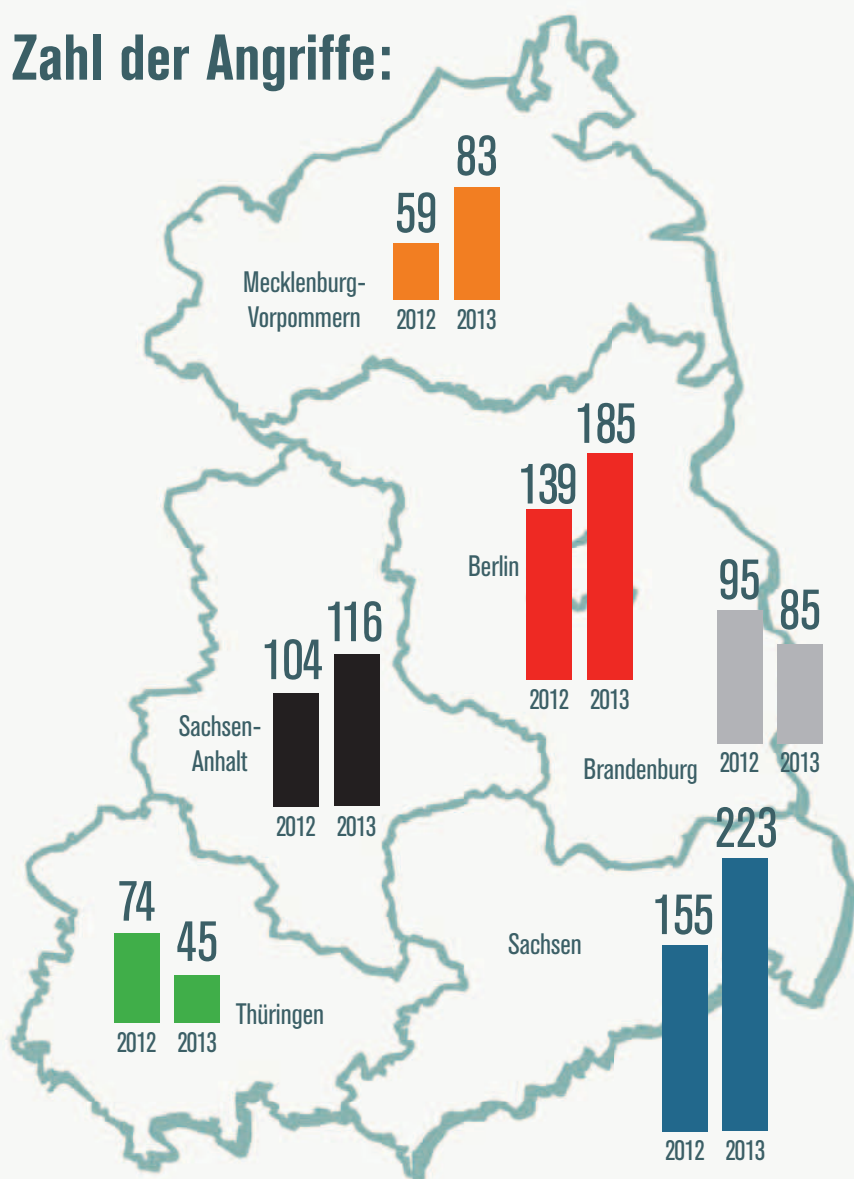 Zahl der Angriffe:
59 83
Mecklenburg-
Vorpommern
2012 2013
139 185
Berlin
2012 2013
95 85
Brandenburg
2012 2013
104 116
Sachsen-
Anhalt
2012 2013
74 45
Thüringen
2012 2013
155 223
Sachsen
2012 2013